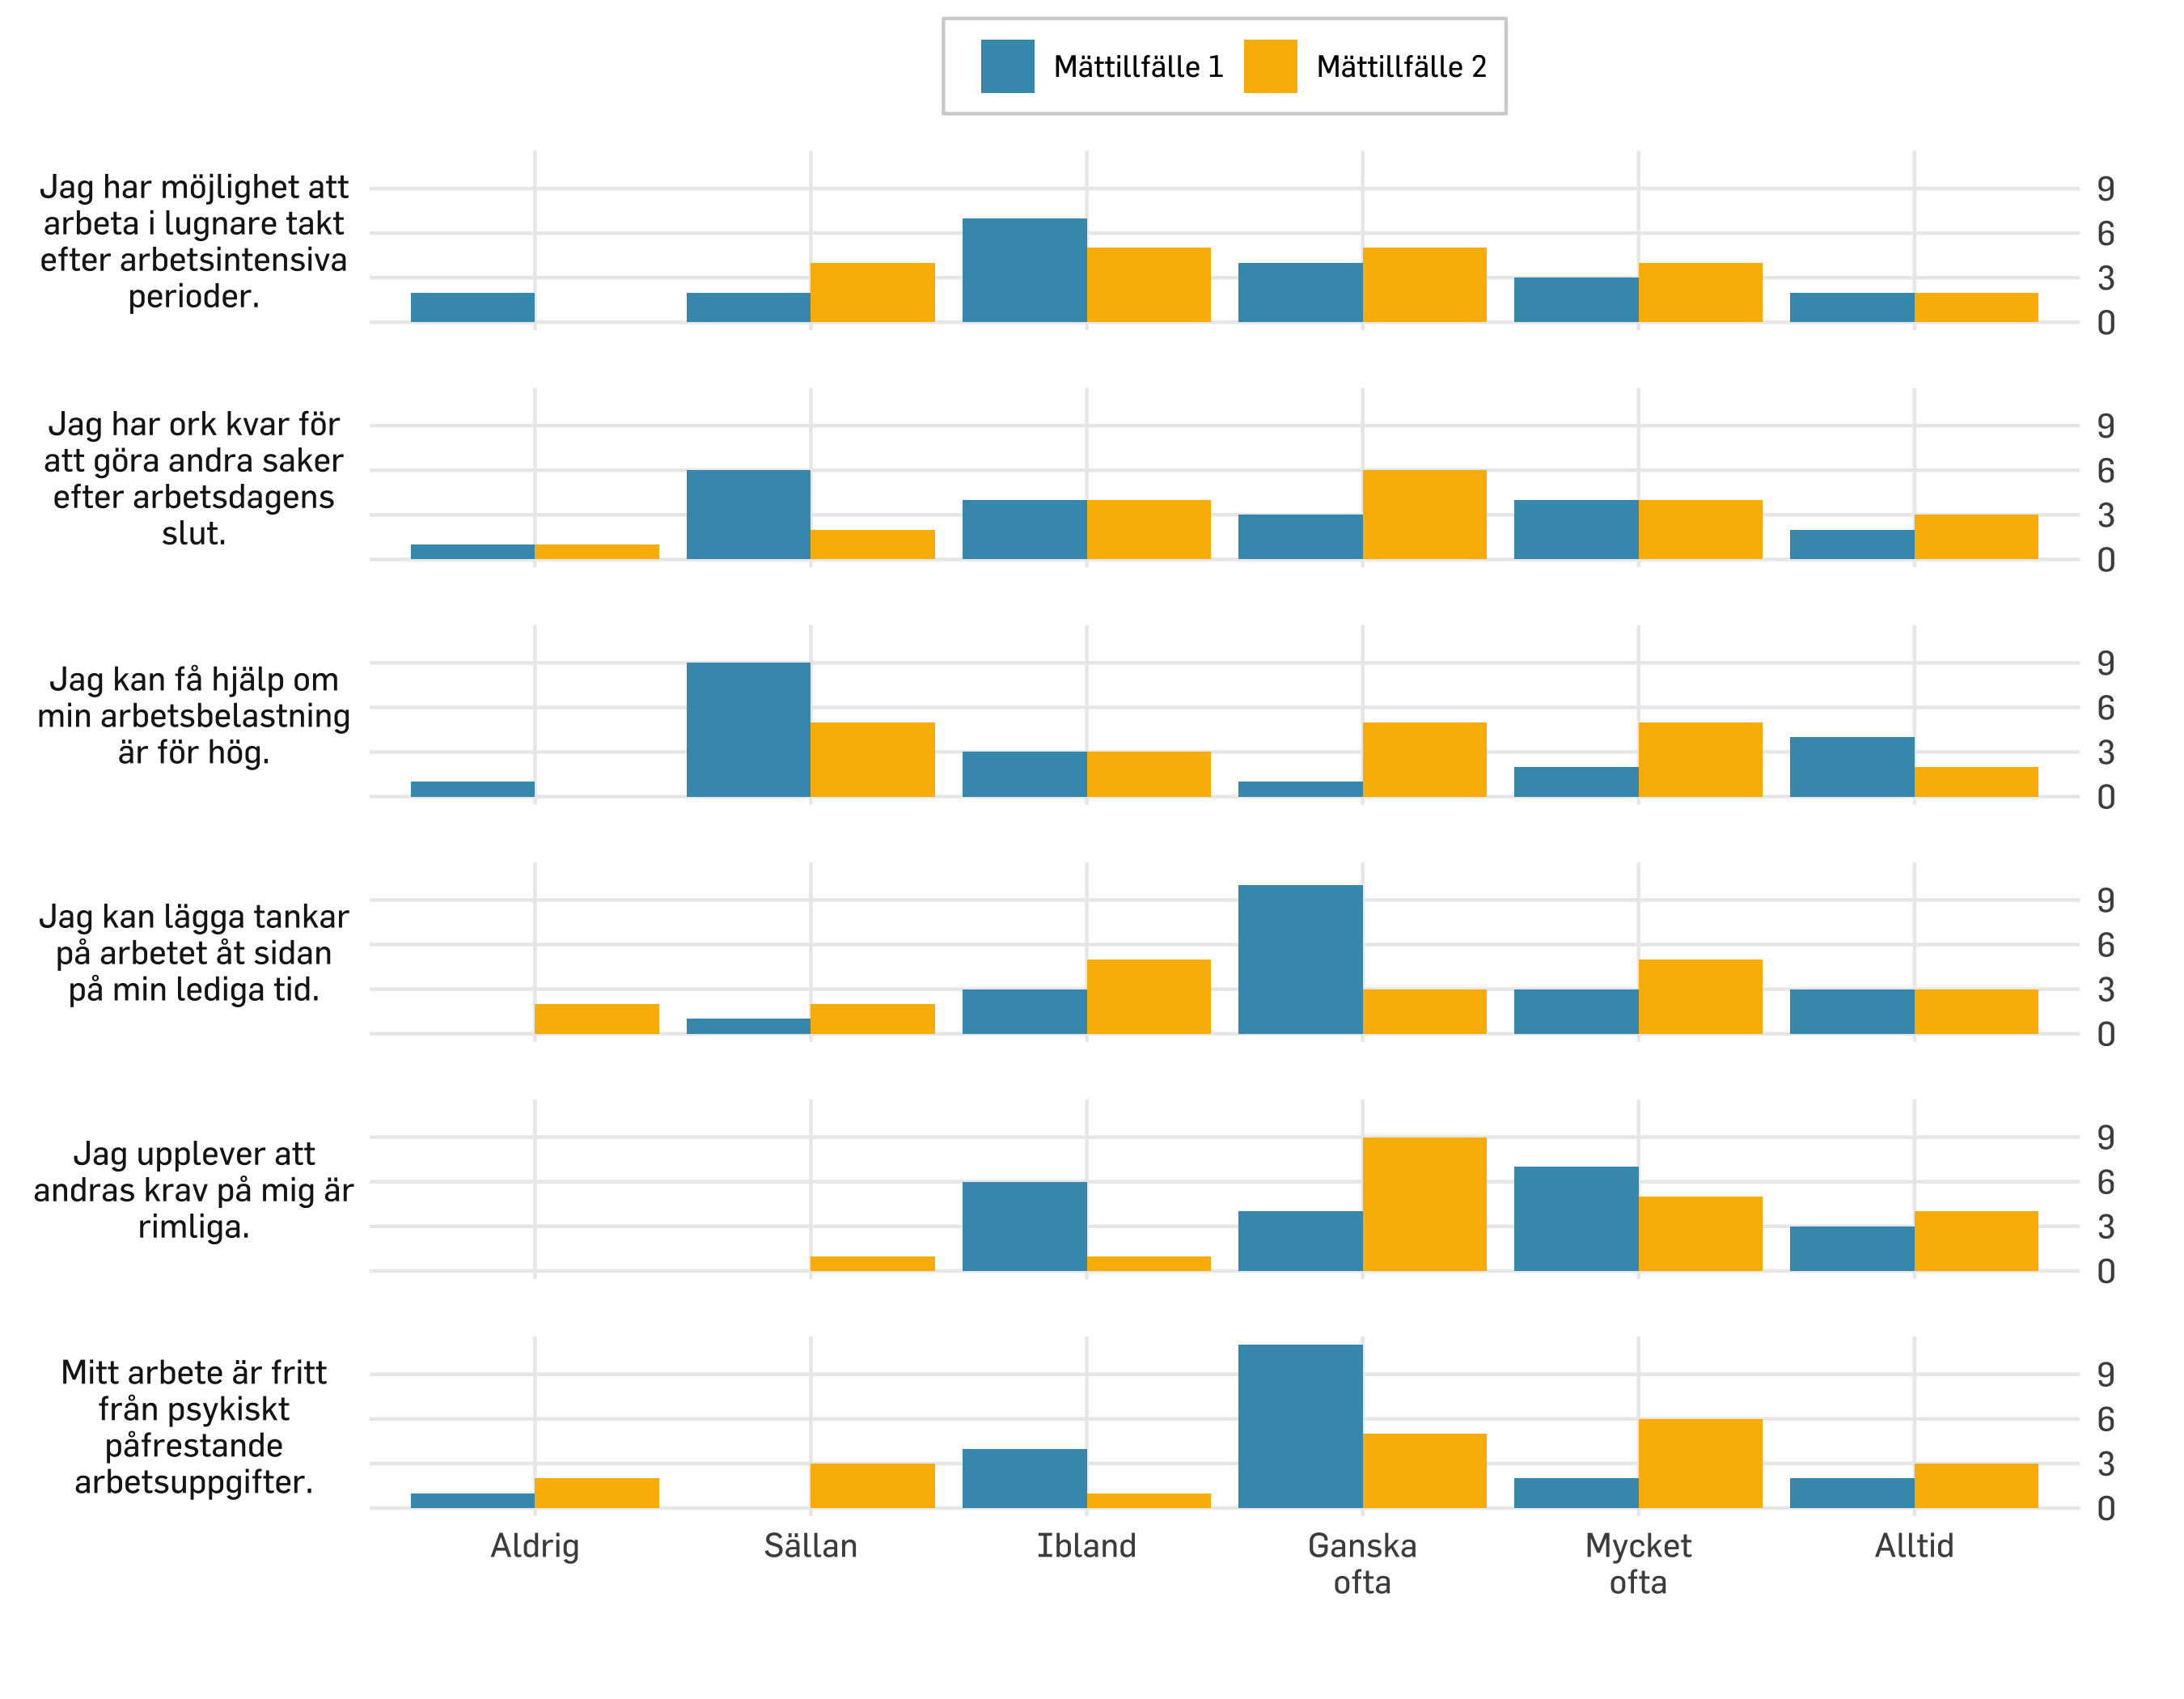 Mättillfälle 1 Mättillfälle 2
Jag har möjlighet att
arbeta i lugnare takt
efter arbetsintensiva
perioder.
9
6
3
0
Jag har ork kvar för
att göra andra saker
efter arbetsdagens
slut.
9
6
3
0
Jag kan få hjälp om
min arbetsbelastning
är för hög.
9
6
3
0
Jag kan lägga tankar
på arbetet åt sidan
på min lediga tid.
9
6
3
0
Jag upplever att
andras krav på mig är
rimliga.
9
6
3
0
Mitt arbete är fritt
från psykiskt
påfrestande
arbetsuppgifter.
9
6
3
0
Aldrig
Sällan
Ibland
Ganska
ofta
Mycket
ofta
Alltid